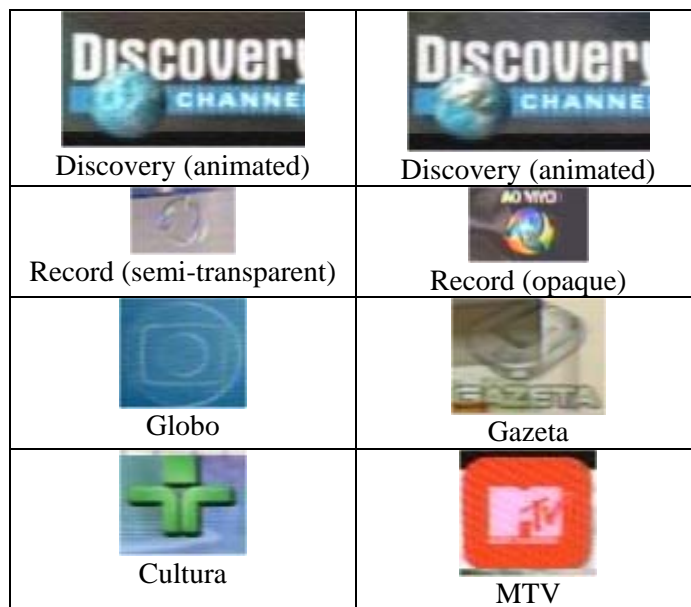 Discovery
CHANNE
Discovery
CHANNE
Discovery (animated)
Discovery (animated)
AO VIVO
Record (semi-transparent)
Record (opaque)
GAZETA
Globo
Gazeta
MTV
Cultura
MTV